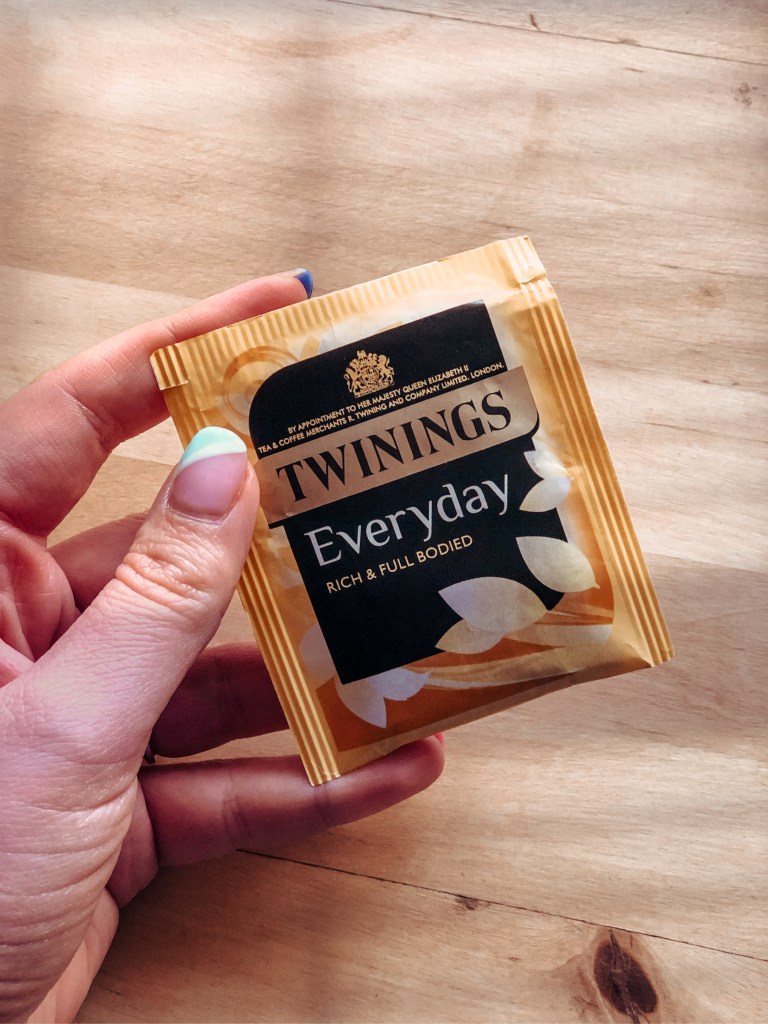 BY APPOINTMENT TO HER MAJESTY QUEEN ELIZABETH II
TEA & COFFEE MERCHANTS R. TWINING AND COMPANY LIMITED, LONDON.
TWININGS
Everyday
RICH & FULL BODIED